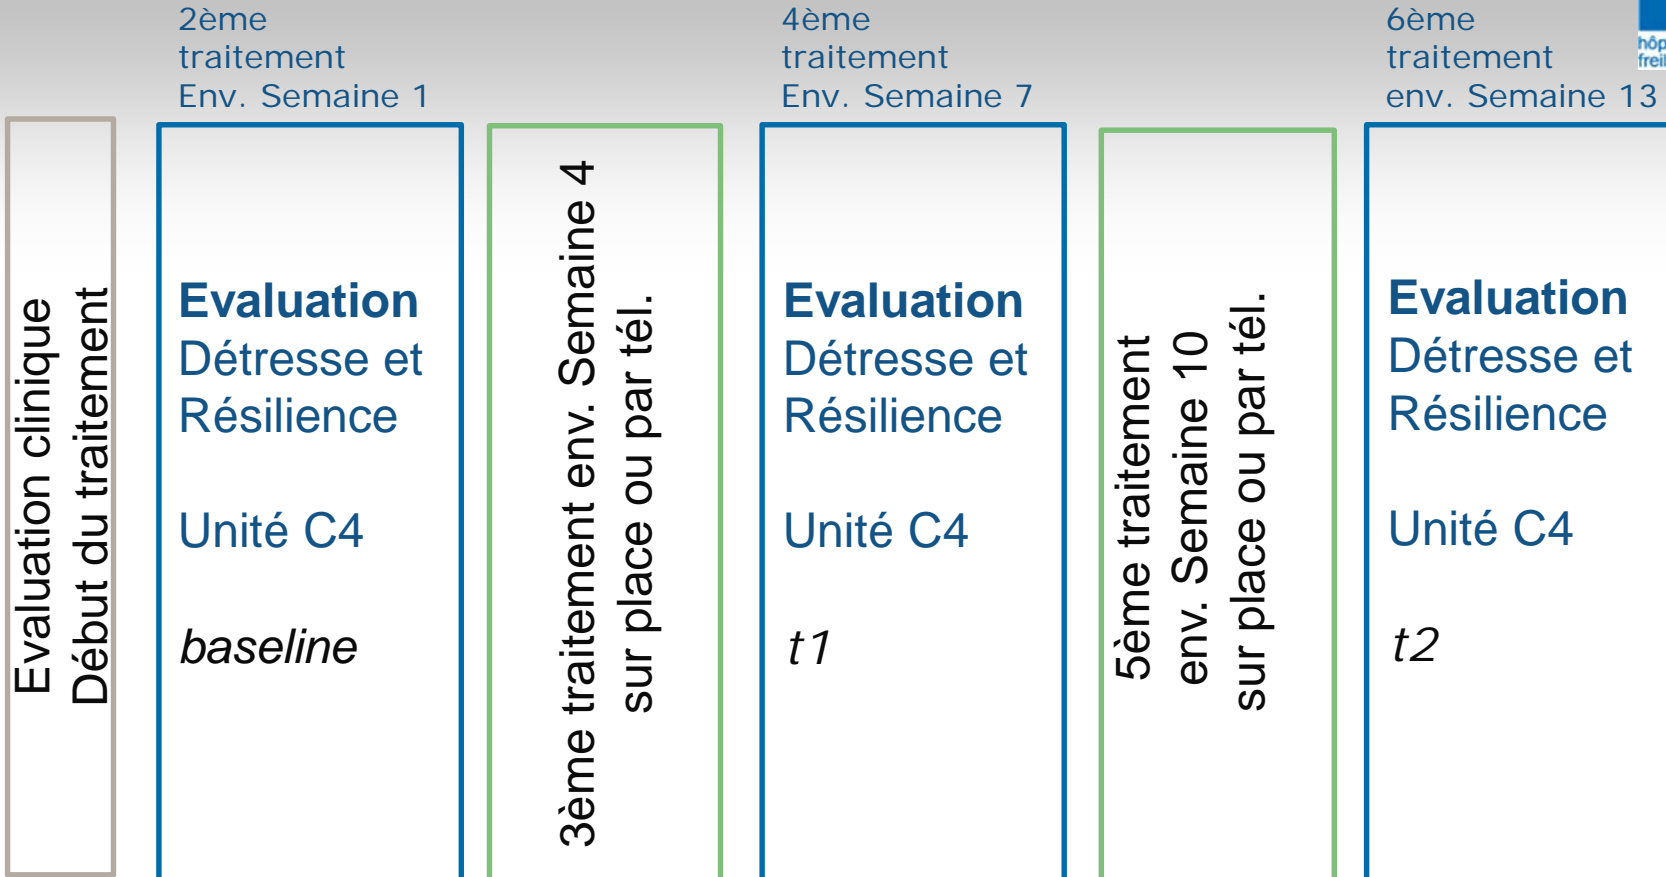 2ème
traitement
Env. Semaine 1
4ème
traitement
Env. Semaine 7
6ème
traitement
env. Semaine 13
Evaluation clinique
Début du traitement
Evaluation
Détresse et
Résilience
Unité C4
baseline
3ème traitement env. Semaine 4
sur place ou par tél.
Evaluation
Détresse et
Résilience
Unité C4
t1
5ème traitement
env. Semaine 10
sur place ou par tél.
Evaluation
Détresse et
Résilience
Unité C4
t2